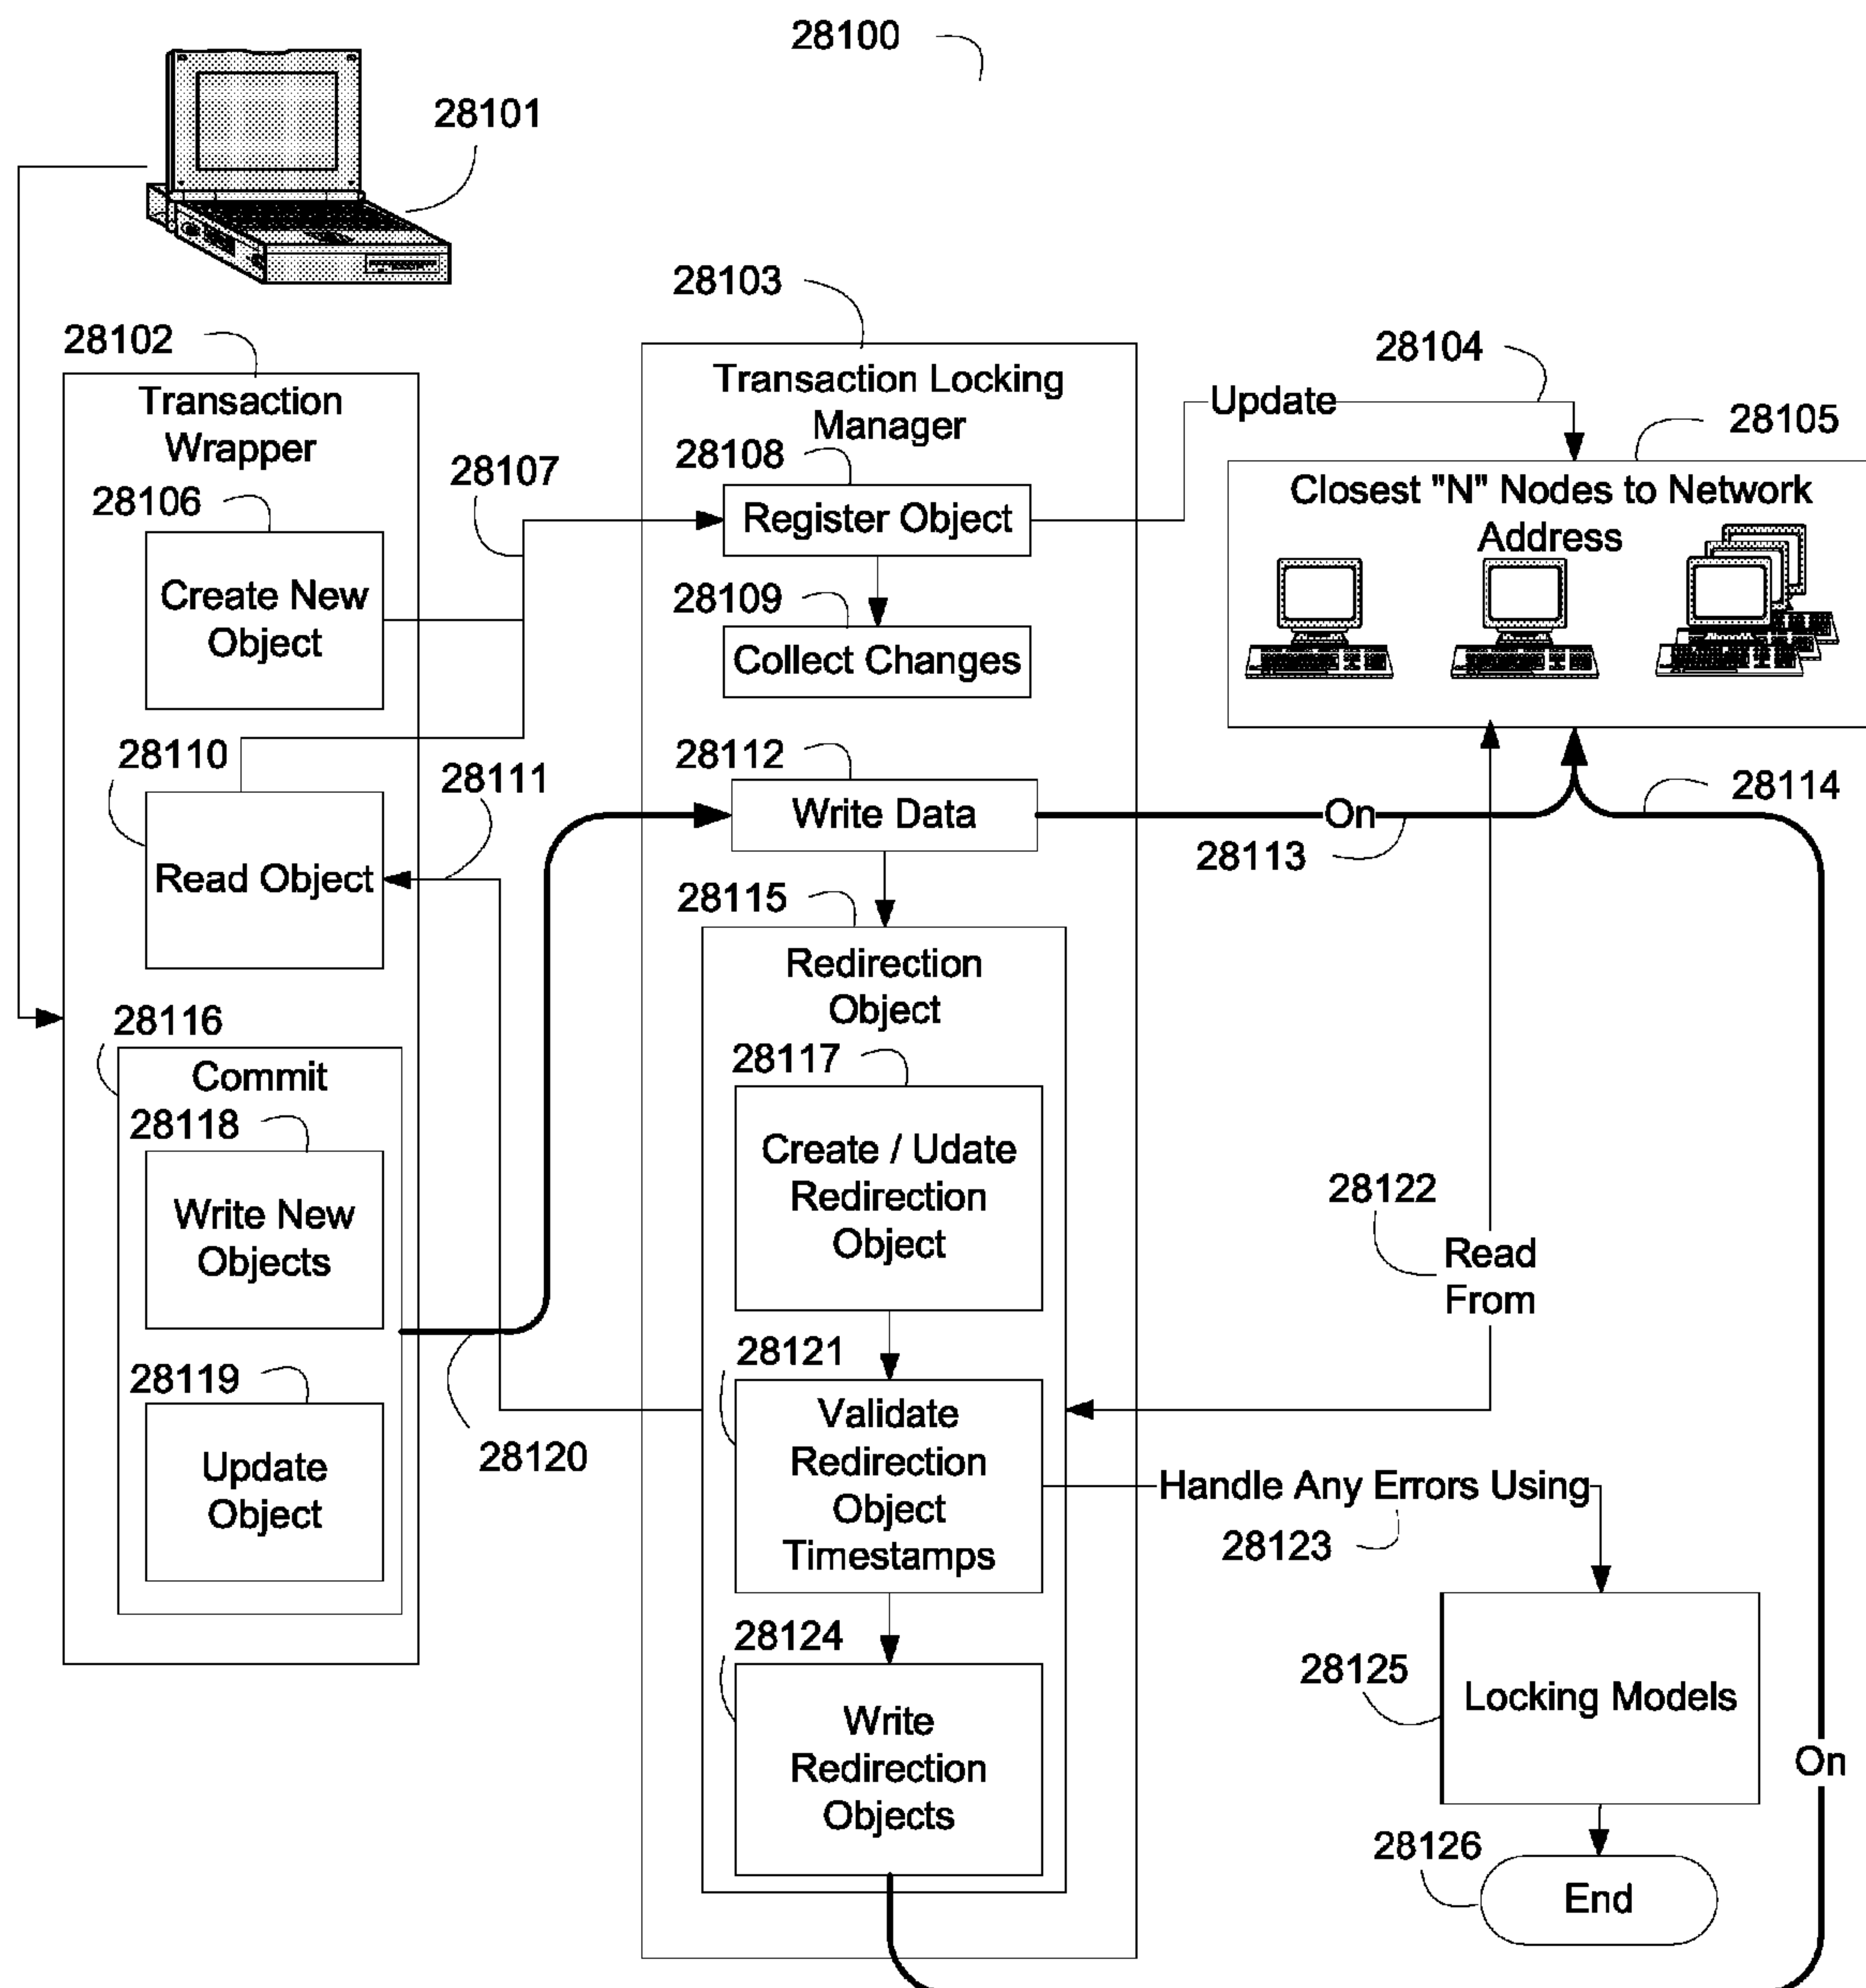 28100
28101
28103
28102
28104
Transaction
Wrapper
Transaction Locking
Manager
Update
28105
28107
28108
28106
Register Object
Closest "N" Nodes to Network
Address
Create New
Object
28109
Collect Changes
28110
28111
28112
28114
Write Data
On
28113
Read Object
28115
Redirection
Object
28116
Commit
28117
28118
Create / Udate
Redirection
Object
Write New
Objects
28122
Read
From
28119
28121
Validate
Redirection
Object
Timestamps
28120
Update
Object
Handle Any Errors Using
28123
28124
28125
Locking Models
Write
Redirection
Objects
On
28126
End